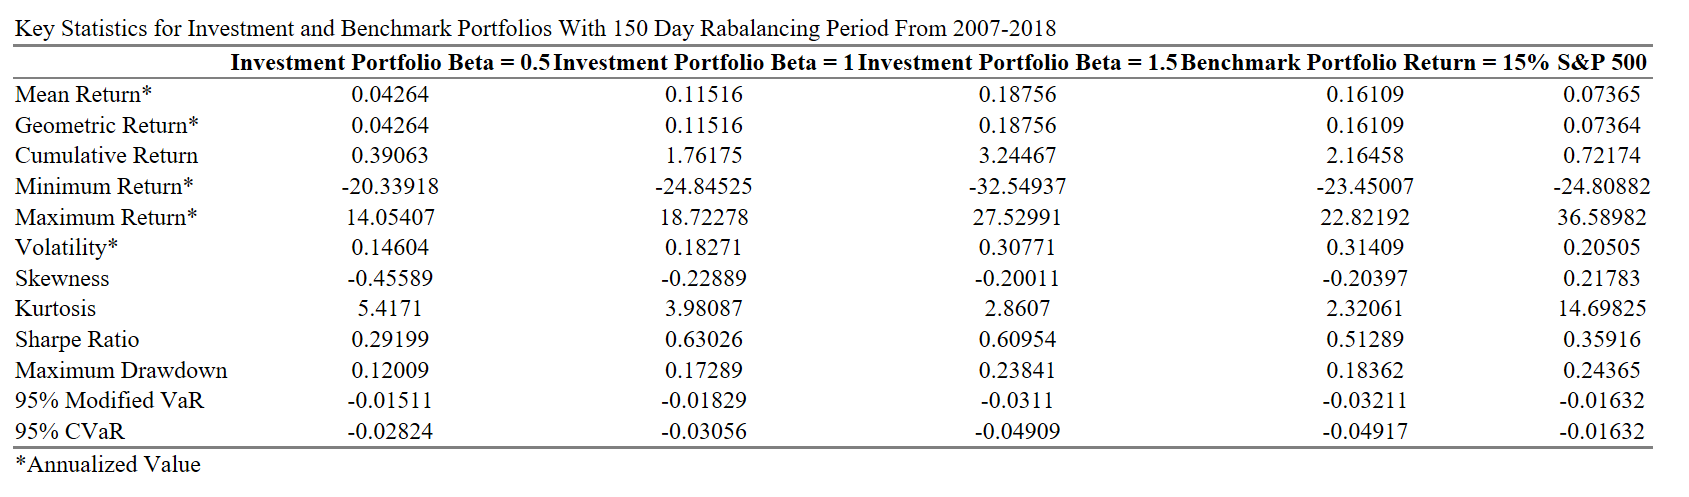 Key Statistics for Investment and Benchmark Portfolios With 150 Day Rabalancing Period From 2007-2018
Investment Portfolio Beta = 0.5 Investment Portfolio Beta = 1 Investment Portfolio Beta = 1.5 Benchmark Portfolio Return = 15% S&P 500
Mean Return* 0.04264 0.11516 0.18756 0.16109 0.07365
Geometric Return* 0.04264 0.11516 0.18756 0.16109 0.07364
Cumulative Return 0.39063 1.76175 3.24467 2.16458 0.72174
Minimum Return* -20.33918 -24.84525 -32.54937 -23.45007 -24.80882
Maximum Return* 14.05407 18.72278 27.52991 22.82192 36.58982
Volatility* 0.14604 0.18271 0.30771 0.31409 0.20505
Skewness -0.45589 -0.22889 -0.20011 -0.20397 0.21783
Kurtosis 5.4171 3.98087 2.8607 2.32061 14.69825
Sharpe Ratio 0.29199 0.63026 0.60954 0.51289 0.35916
Maximum Drawdown 0.12009 0.17289 0.23841 0.18362 0.24365
95% Modified VaR -0.01511 -0.01829 -0.0311 -0.03211 -0.01632
95% CVaR -0.02824 -0.03056 -0.04909 -0.04917 -0.01632
*Annualized Value